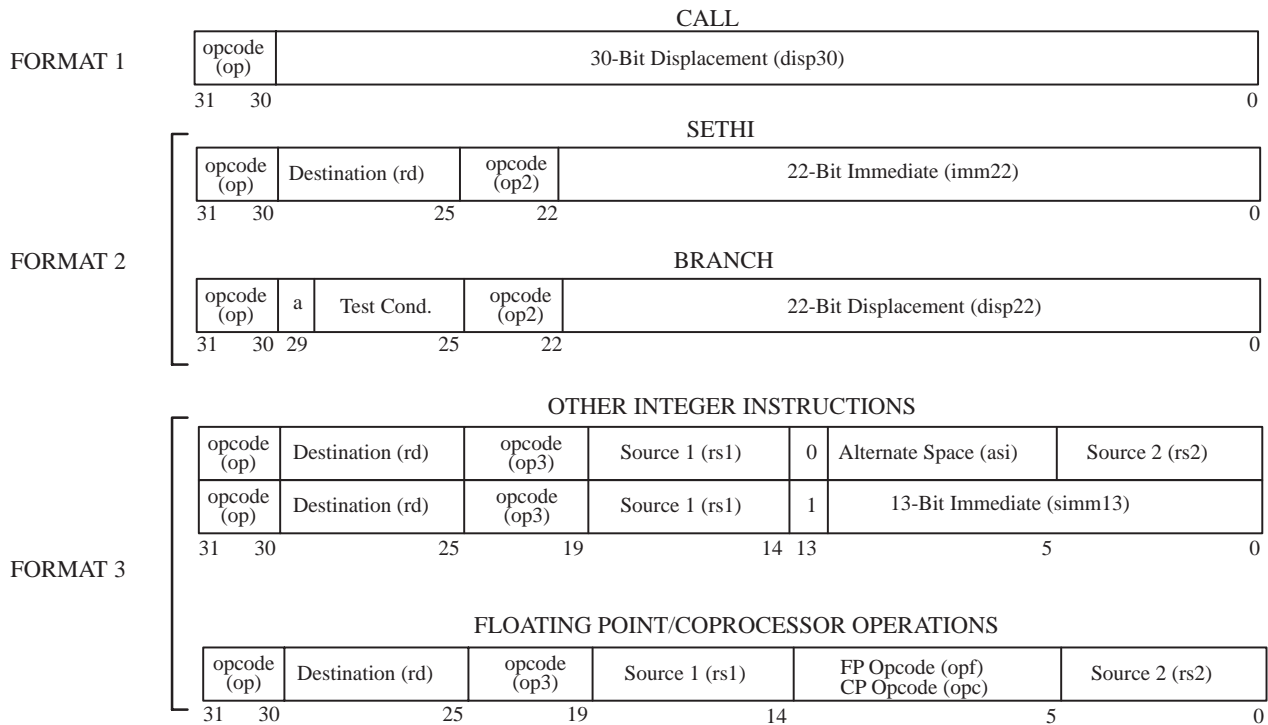 CALL
FORMAT 1
opcode (op) 30-Bit Displacement (disp30)
31 30 0
SETHI
opcode (op) Destination (rd) opcode (op2) 22-Bit Immediate (imm22)
31 30 25 22 0
FORMAT 2
BRANCH
opcode (op) a Test Cond. opcode (op2) 22-Bit Displacement (disp22)
31 30 29 25 22 0
OTHER INTEGER INSTRUCTIONS
opcode (op) Destination (rd) opcode (op3) Source 1 (rs1) 0 Alternate Space (asi) Source 2 (rs2)
opcode (op) Destination (rd) opcode (op3) Source 1 (rs1) 1 13-Bit Immediate (simm13)
31 30 25 19 14 13 5 0
FORMAT 3
FLOATING POINT/COPROCESSOR OPERATIONS
opcode (op) Destination (rd) opcode (op3) Source 1 (rs1) FP Opcode (opf) CP Opcode (opc) Source 2 (rs2)
31 30 25 19 14 5 0